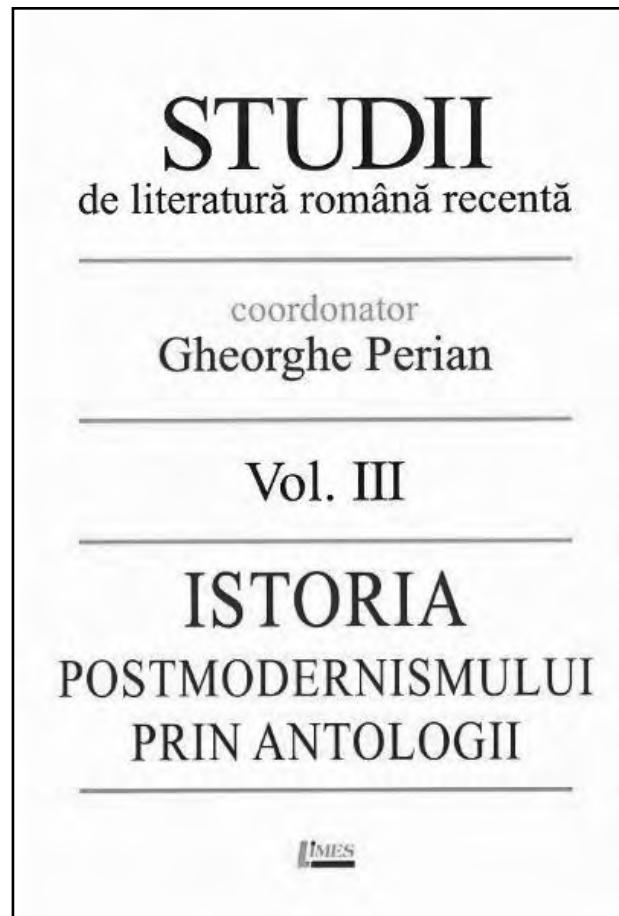 STUDII
de literatură română recentă
coordonator
Gheorghe Perian
Vol. III
ISTORIA
POSTMODERNISMULUI
PRIN ANTOLOGII
LIMES